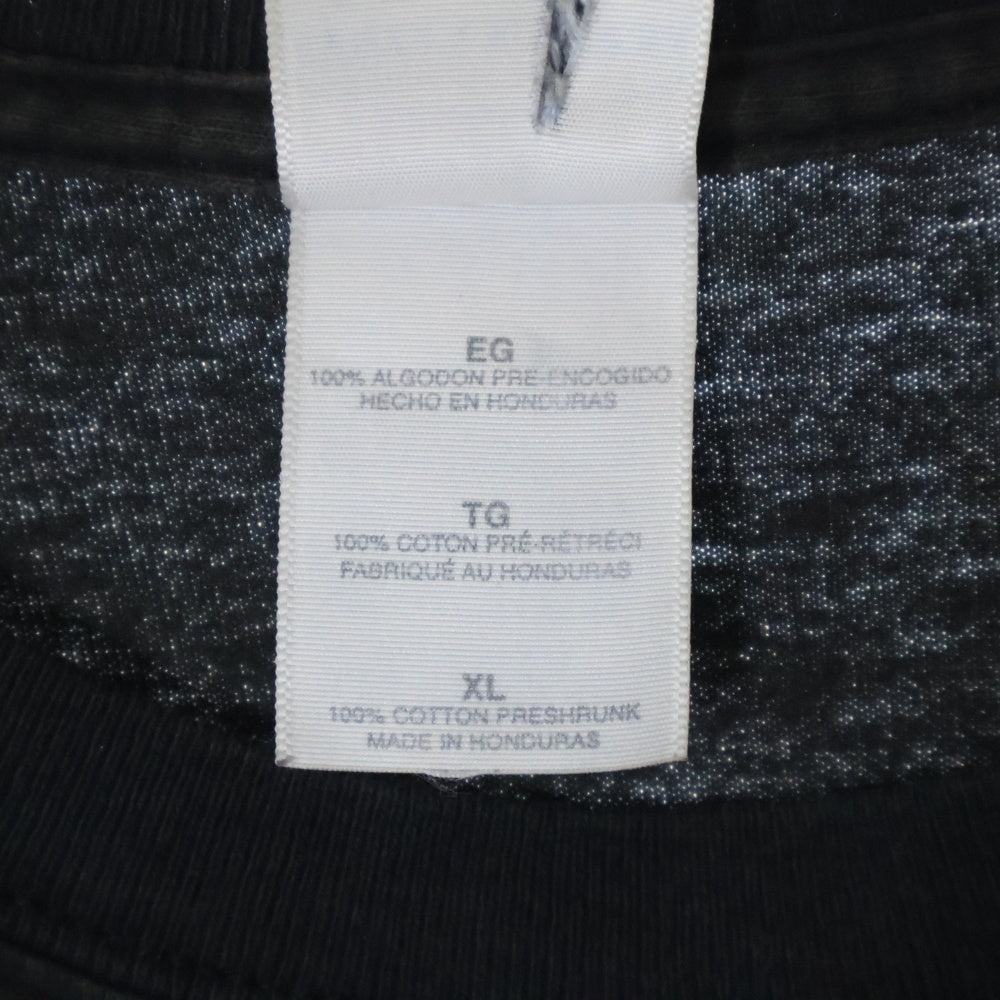 EG
100% ALGODON PRE-ENCOGIDO
HECHO EN HONDURAS
TG
100% COTON PRÉ-RÉTRÉCI
FABRIQUÉ AU HONDURAS
XL
100% COTTON PRESHRUNK
MADE IN HONDURAS